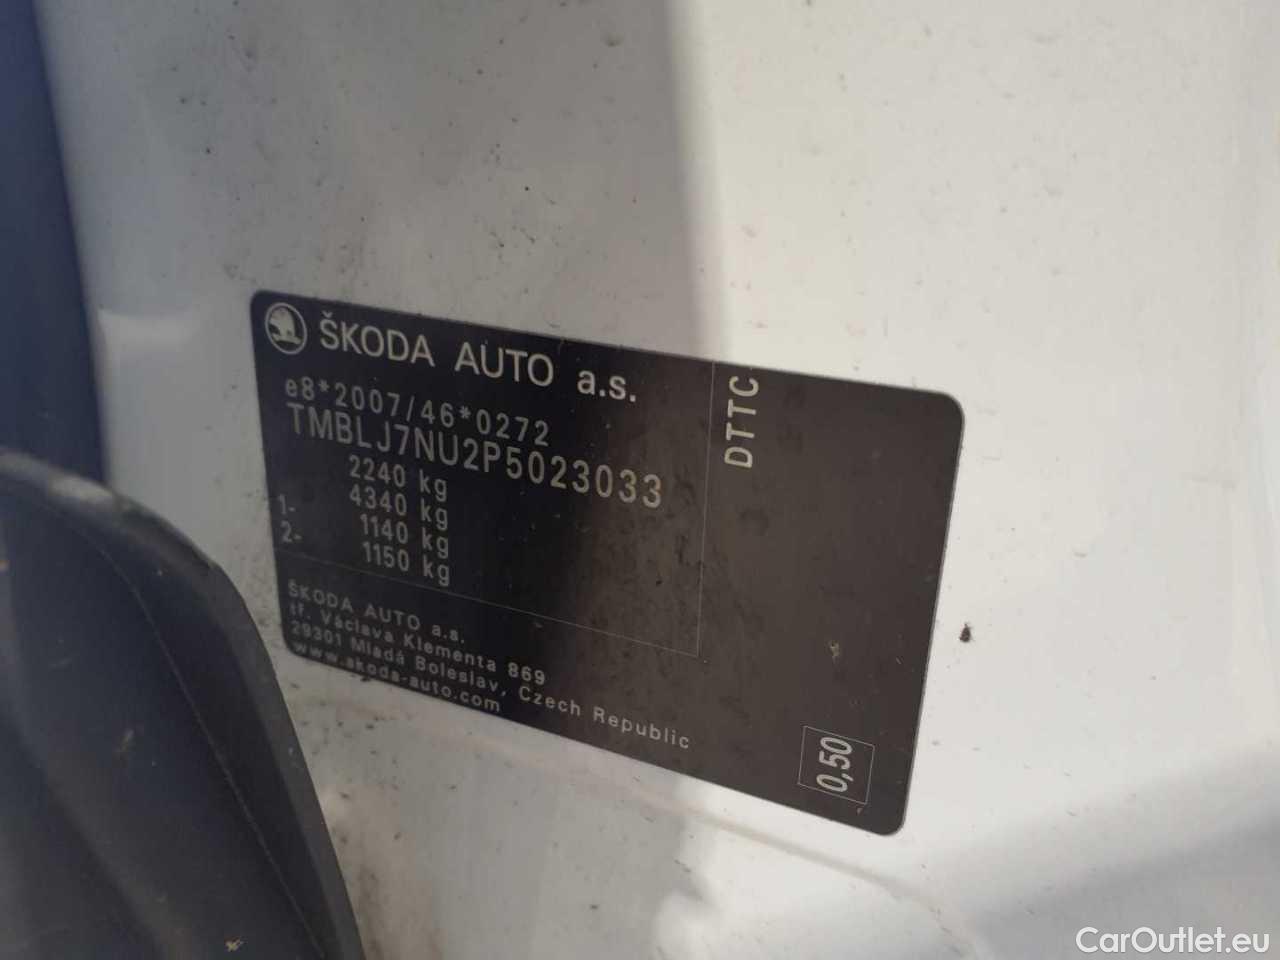 ŠKODA AUTO a.s.
e8*2007/46*0272
TMBLJ7NU2P5023033
2240 kg
4340 kg
1- 1140 kg
2- 1150 kg
ŠKODA AUTO a.s.
tř. Václava Klementa 869
29301 Mladá Boleslav, Czech Republic
www.skoda-auto.com
DTTC
0,50
CarOutlet.eu